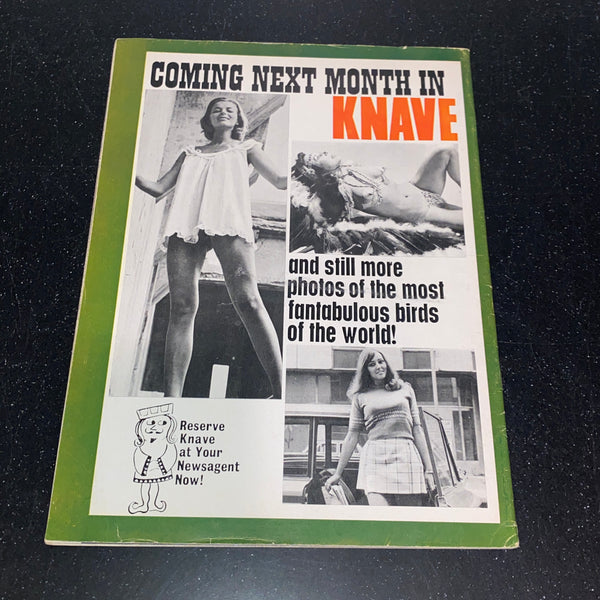 COMING NEXT MONTH IN
KNAVE
and still more
photos of the most
fantabulous birds
of the world!
Reserve
Knave
at Your
Newsagent
Now!